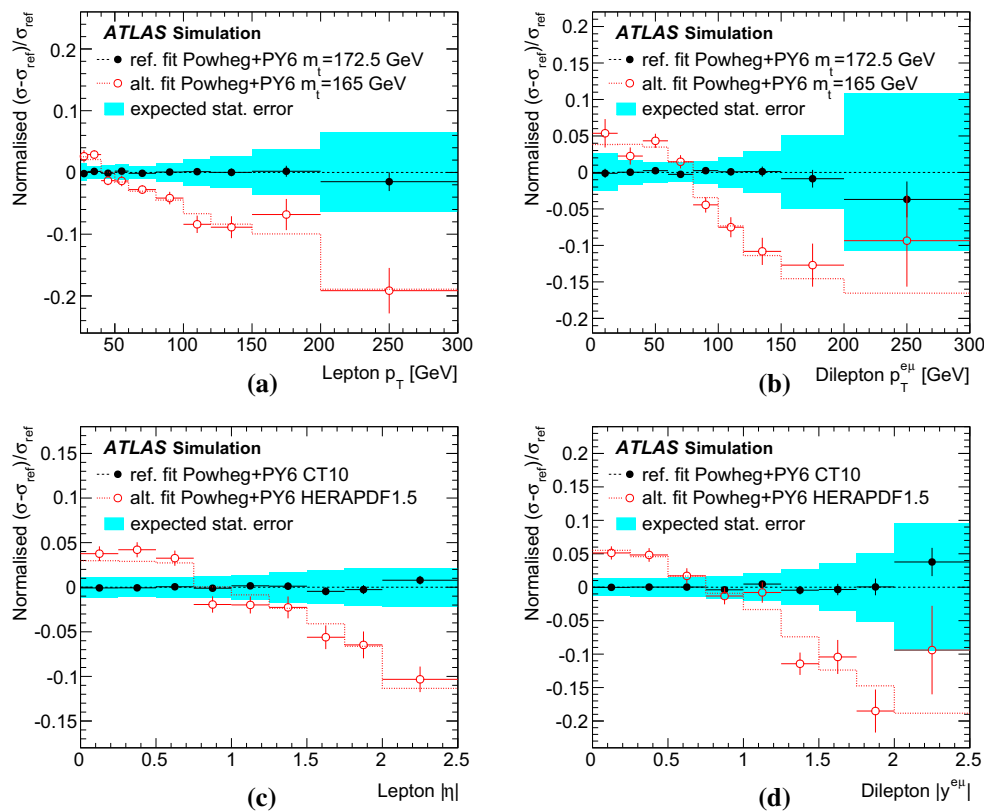 ATLAS Simulation
ref. fit Powheg+PY6 m_t=172.5 GeV
alt. fit Powheg+PY6 m_t=165 GeV
expected stat. error
Normalised (σ-σ_ref)/σ_ref
0.2
0.1
0
-0.1
-0.2
50 100 150 200 250 300
Lepton p_T [GeV]
(a)
ATLAS Simulation
ref. fit Powheg+PY6 m_t=172.5 GeV
alt. fit Powheg+PY6 m_t=165 GeV
expected stat. error
Normalised (σ-σ_ref)/σ_ref
0.2
0.15
0.1
0.05
0
-0.05
-0.1
-0.15
-0.2
0 50 100 150 200 250 300
Dilepton p_T^eμ [GeV]
(b)
ATLAS Simulation
ref. fit Powheg+PY6 CT10
alt. fit Powheg+PY6 HERAPDF1.5
expected stat. error
Normalised (σ-σ_ref)/σ_ref
0.15
0.1
0.05
0
-0.05
-0.1
-0.15
0 0.5 1 1.5 2 2.5
Lepton |η|
(c)
ATLAS Simulation
ref. fit Powheg+PY6 CT10
alt. fit Powheg+PY6 HERAPDF1.5
expected stat. error
Normalised (σ-σ_ref)/σ_ref
0.2
0.15
0.1
0.05
0
-0.05
-0.1
-0.15
-0.2
0 0.5 1 1.5 2 2.5
Dilepton |y^eμ|
(d)